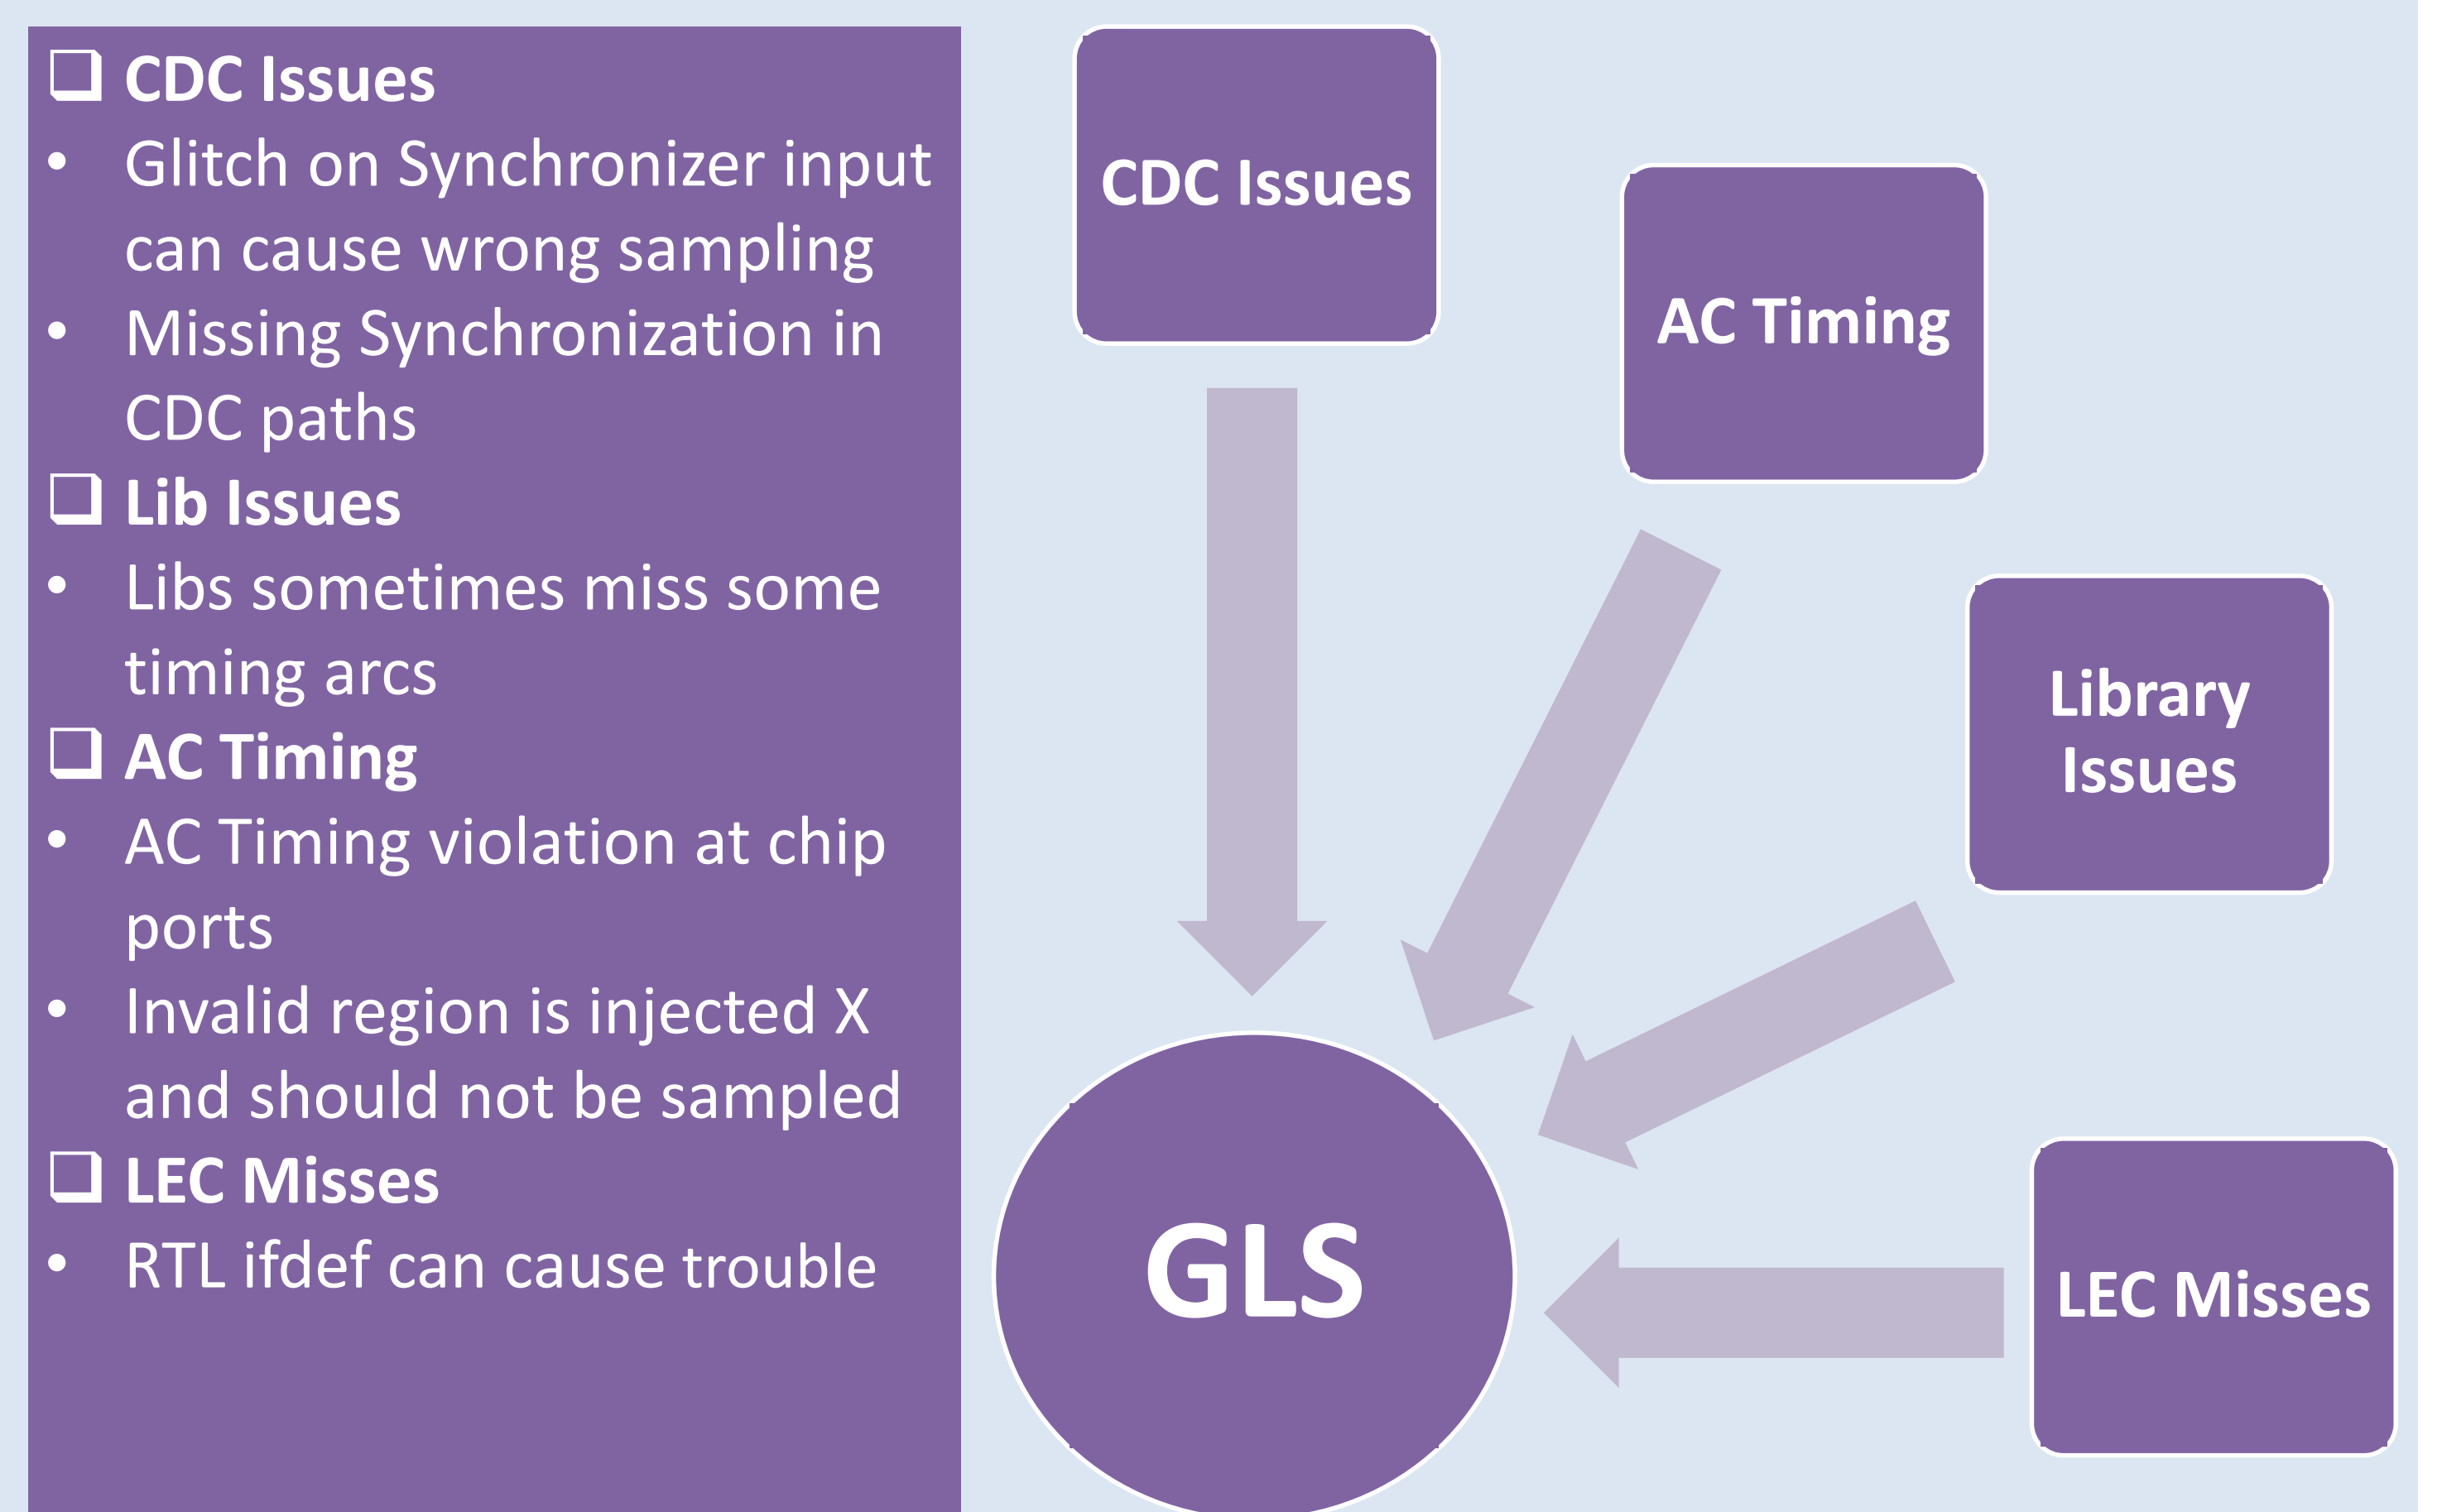 ❑ CDC Issues
• Glitch on Synchronizer input
can cause wrong sampling
• Missing Synchronization in
CDC paths
❑ Lib Issues
• Libs sometimes miss some
timing arcs
❑ AC Timing
• AC Timing violation at chip
ports
• Invalid region is injected X
and should not be sampled
❑ LEC Misses
• RTL ifdef can cuse trouble
CDC Issues
AC Timing
Library
Issues
LEC Misses
GLS